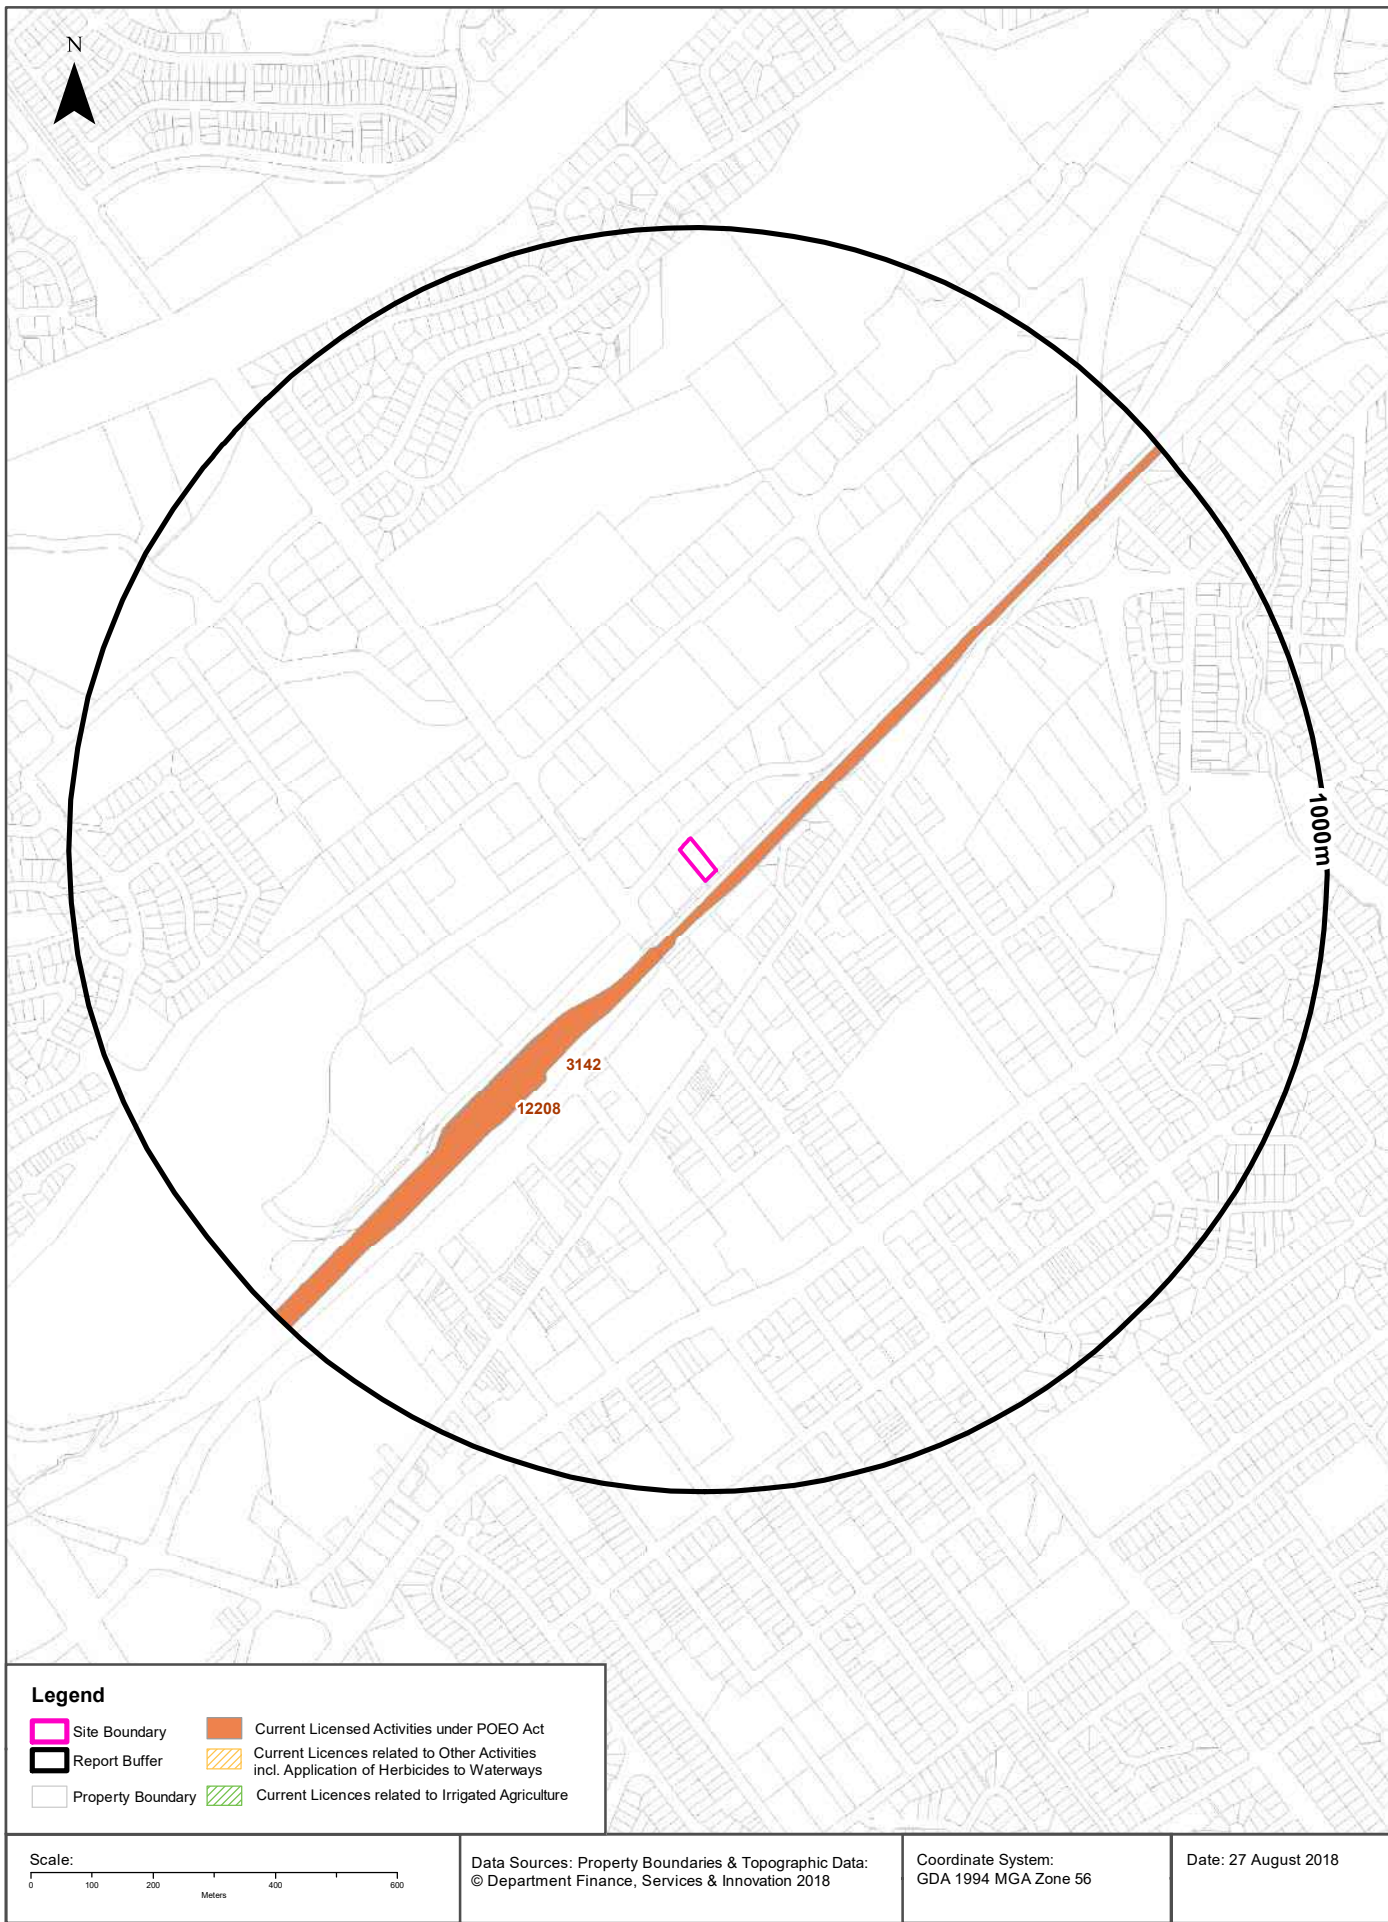 N
1000m
3142
12208
Legend
Site Boundary
Report Buffer
Property Boundary
Current Licensed Activities under POEO Act
Current Licences related to Other Activities
incl. Application of Herbicides to Waterways
Current Licences related to Irrigated Agriculture
Scale:
0 100 200 400 600
Meters
Data Sources: Property Boundaries & Topographic Data:
© Department Finance, Services & Innovation 2018
Coordinate System:
GDA 1994 MGA Zone 56
Date: 27 August 2018